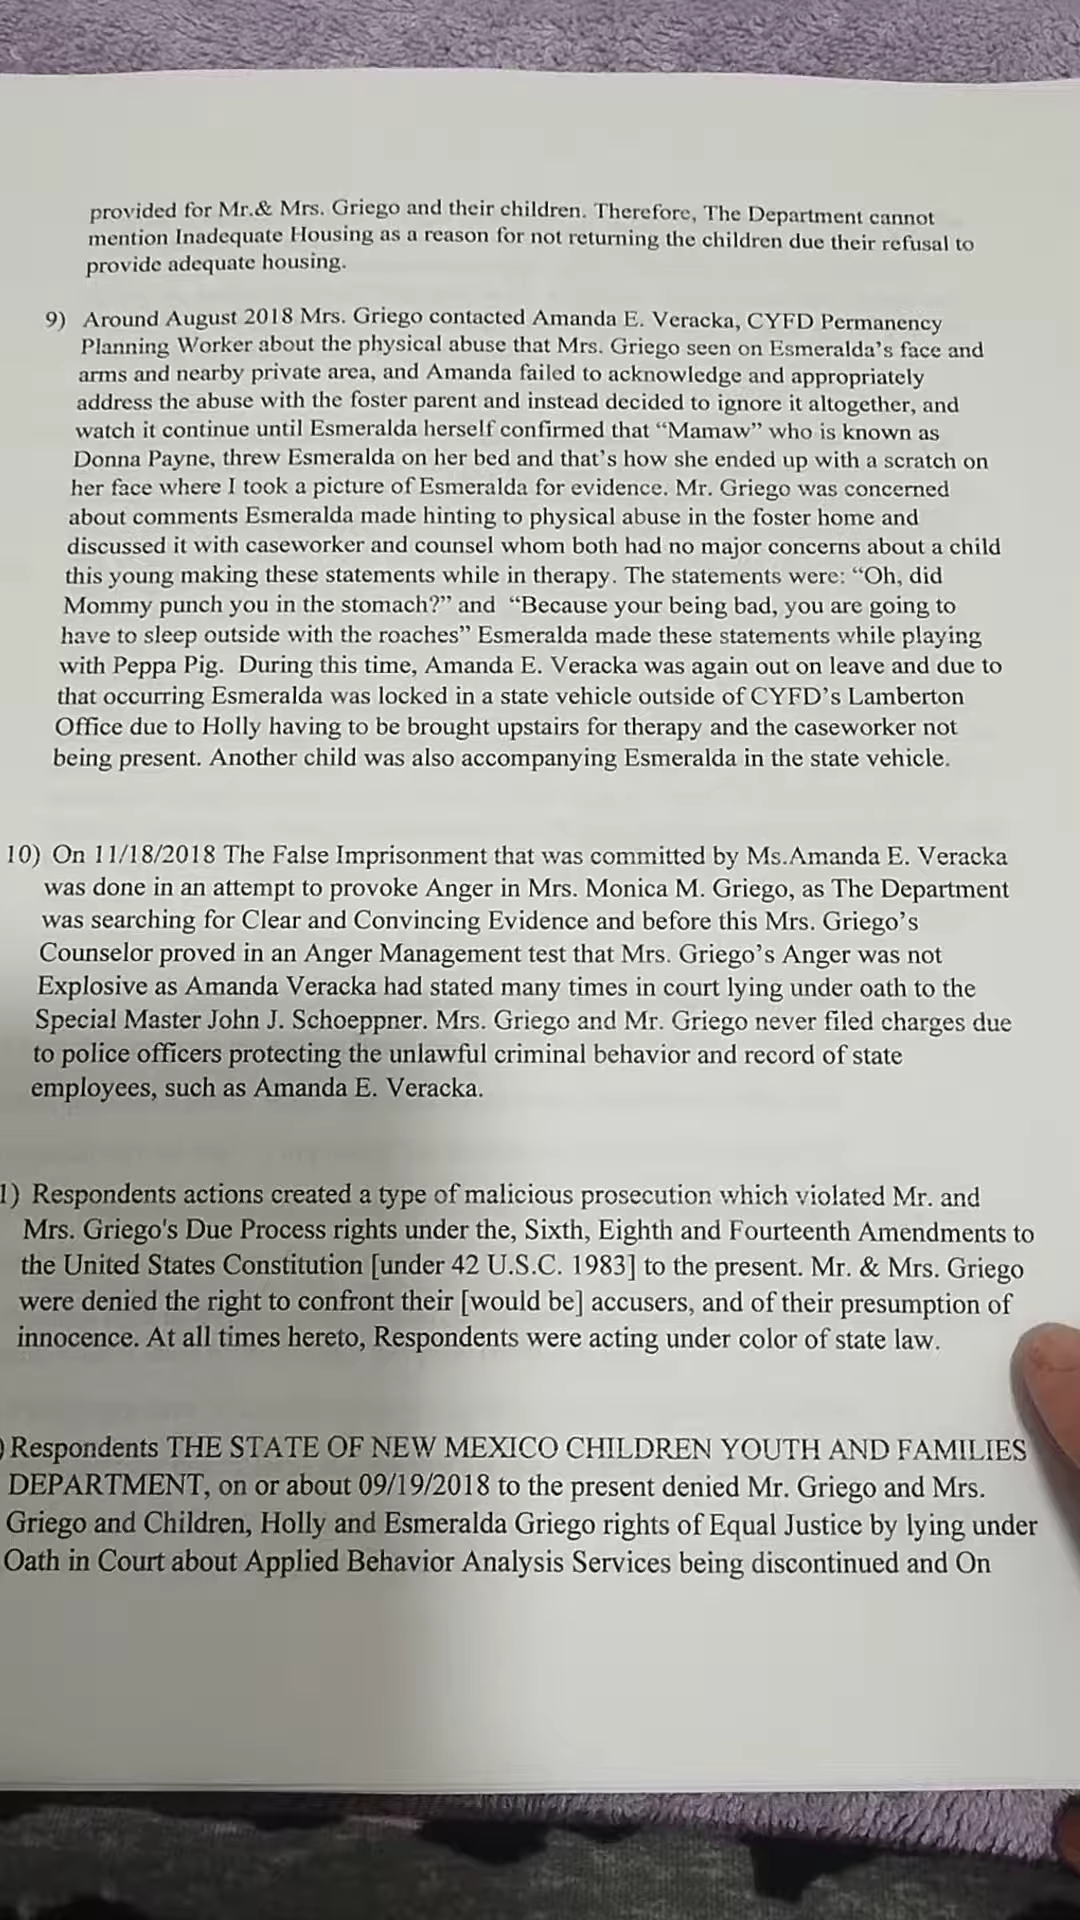 provided for Mr.& Mrs. Griego and their children. Therefore, The Department cannot
mention Inadequate Housing as a reason for not returning the children due their refusal to
provide adequate housing.
9) Around August 2018 Mrs. Griego contacted Amanda E. Veracka, CYFD Permanency
Planning Worker about the physical abuse that Mrs. Griego seen on Esmeralda’s face and
arms and nearby private area, and Amanda failed to acknowledge and appropriately
address the abuse with the foster parent and instead decided to ignore it altogether, and
watch it continue until Esmeralda herself confirmed that “Mamaw” who is known as
Donna Payne, threw Esmeralda on her bed and that’s how she ended up with a scratch on
her face where I took a picture of Esmeralda for evidence. Mr. Griego was concerned
about comments Esmeralda made hinting to physical abuse in the foster home and
discussed it with caseworker and counsel whom both had no major concerns about a child
this young making these statements while in therapy. The statements were: “Oh, did
Mommy punch you in the stomach?” and “Because your being bad, you are going to
have to sleep outside with the roaches” Esmeralda made these statements while playing
with Peppa Pig. During this time, Amanda E. Veracka was again out on leave and due to
that occurring Esmeralda was locked in a state vehicle outside of CYFD’s Lamberton
Office due to Holly having to be brought upstairs for therapy and the caseworker not
being present. Another child was also accompanying Esmeralda in the state vehicle.
10) On 11/18/2018 The False Imprisonment that was committed by Ms.Amanda E. Veracka
was done in an attempt to provoke Anger in Mrs. Monica M. Griego, as The Department
was searching for Clear and Convincing Evidence and before this Mrs. Griego’s
Counselor proved in an Anger Management test that Mrs. Griego’s Anger was not
Explosive as Amanda Veracka had stated many times in court lying under oath to the
Special Master John J. Schoeppner. Mrs. Griego and Mr. Griego never filed charges due
to police officers protecting the unlawful criminal behavior and record of state
employees, such as Amanda E. Veracka.
1) Respondents actions created a type of malicious prosecution which violated Mr. and
Mrs. Griego's Due Process rights under the, Sixth, Eighth and Fourteenth Amendments to
the United States Constitution [under 42 U.S.C. 1983] to the present. Mr. & Mrs. Griego
were denied the right to confront their [would be] accusers, and of their presumption of
innocence. At all times hereto, Respondents were acting under color of state law.
) Respondents THE STATE OF NEW MEXICO CHILDREN YOUTH AND FAMILIES
DEPARTMENT, on or about 09/19/2018 to the present denied Mr. Griego and Mrs.
Griego and Children, Holly and Esmeralda Griego rights of Equal Justice by lying under
Oath in Court about Applied Behavior Analysis Services being discontinued and On